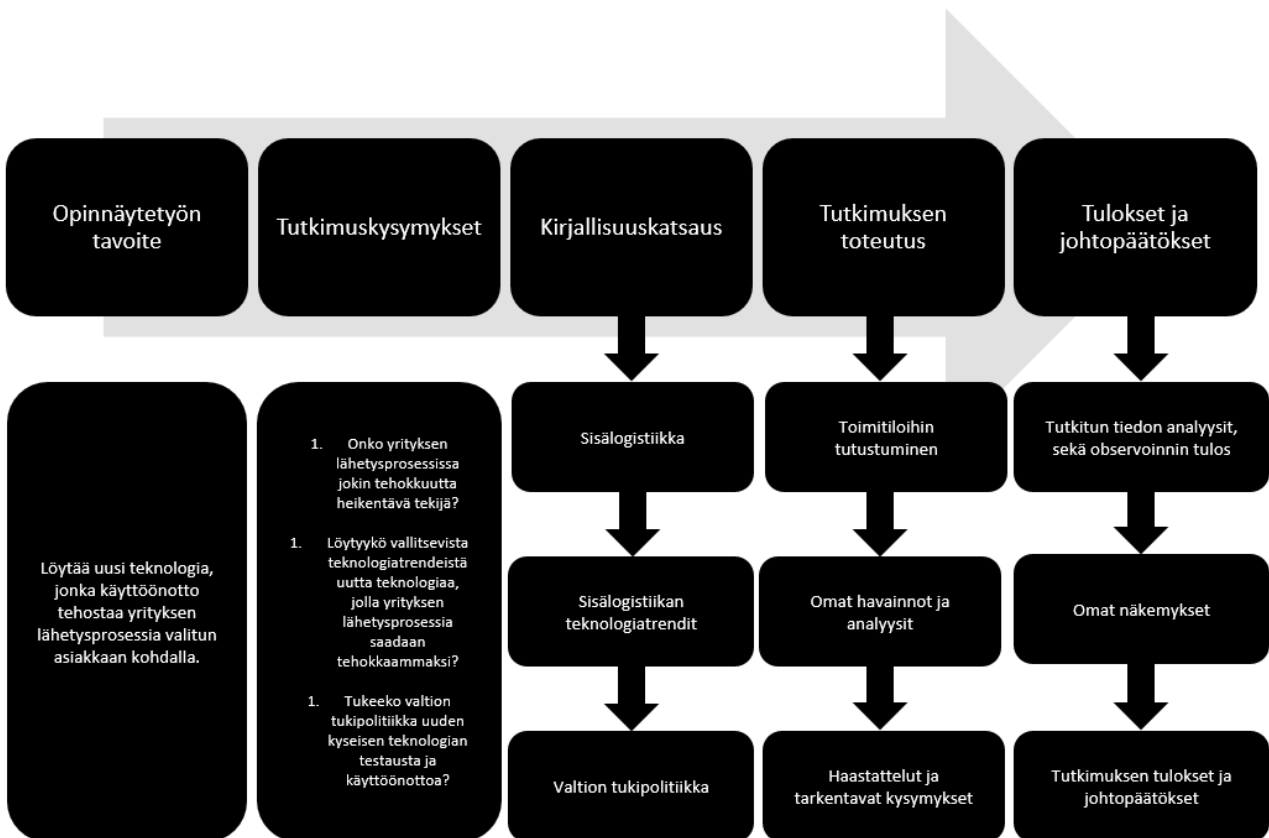 Opinnäytetyön
tavoite
Tutkimuskysymykset
Kirjallisuuskatsaus
Tutkimuksen
toteutus
Tulokset ja
johtopäätökset
Löytää uusi teknologia,
jonka käyttöönotto
tehostaa yrityksen
lähetysprosessia valitun
asiakkaan kohdalla.
1. Onko yrityksen
lähetysprosessissa
jokin tehokkuutta
heikentävä tekijä?
1. Löytyykö vallitsevista
teknologiatrendeistä
uutta teknologiaa,
jolla yrityksen
lähetysprosessia
saadaan
tehokkaammaksi?
1. Tukeeko valtion
tukipolitiikka uuden
kyseisen teknologian
testausta ja
käyttöönottoa?
Sisälogistiikka
Sisälogistiikan
teknologiatrendit
Valtion tukipolitiikka
Toimitiloihin
tutustuminen
Omat havainnot ja
analyysit
Haastattelut ja
tarkentavat kysymykset
Tutkitun tiedon analyysit,
sekä observoinnin tulos
Omat näkemykset
Tutkimuksen tulokset ja
johtopäätökset